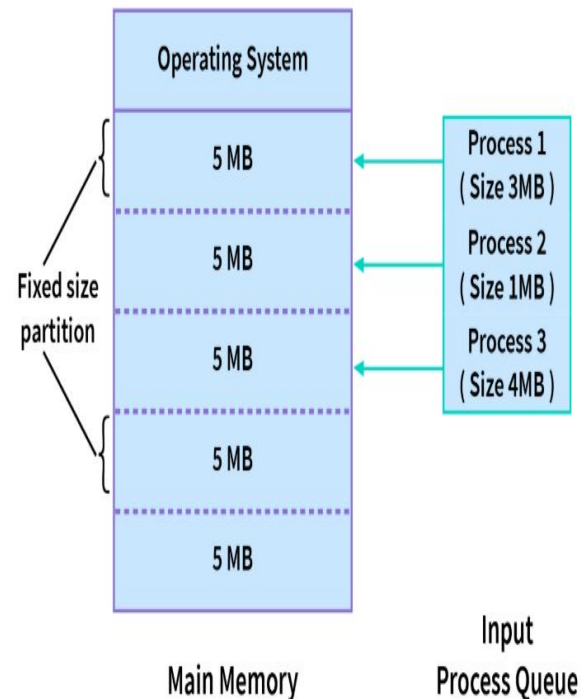 Operating System
5 MB
5 MB
5 MB
5 MB
5 MB
Fixed size
partition
Process 1
( Size 3MB )
Process 2
( Size 1MB )
Process 3
( Size 4MB )
Main Memory
Input
Process Queue